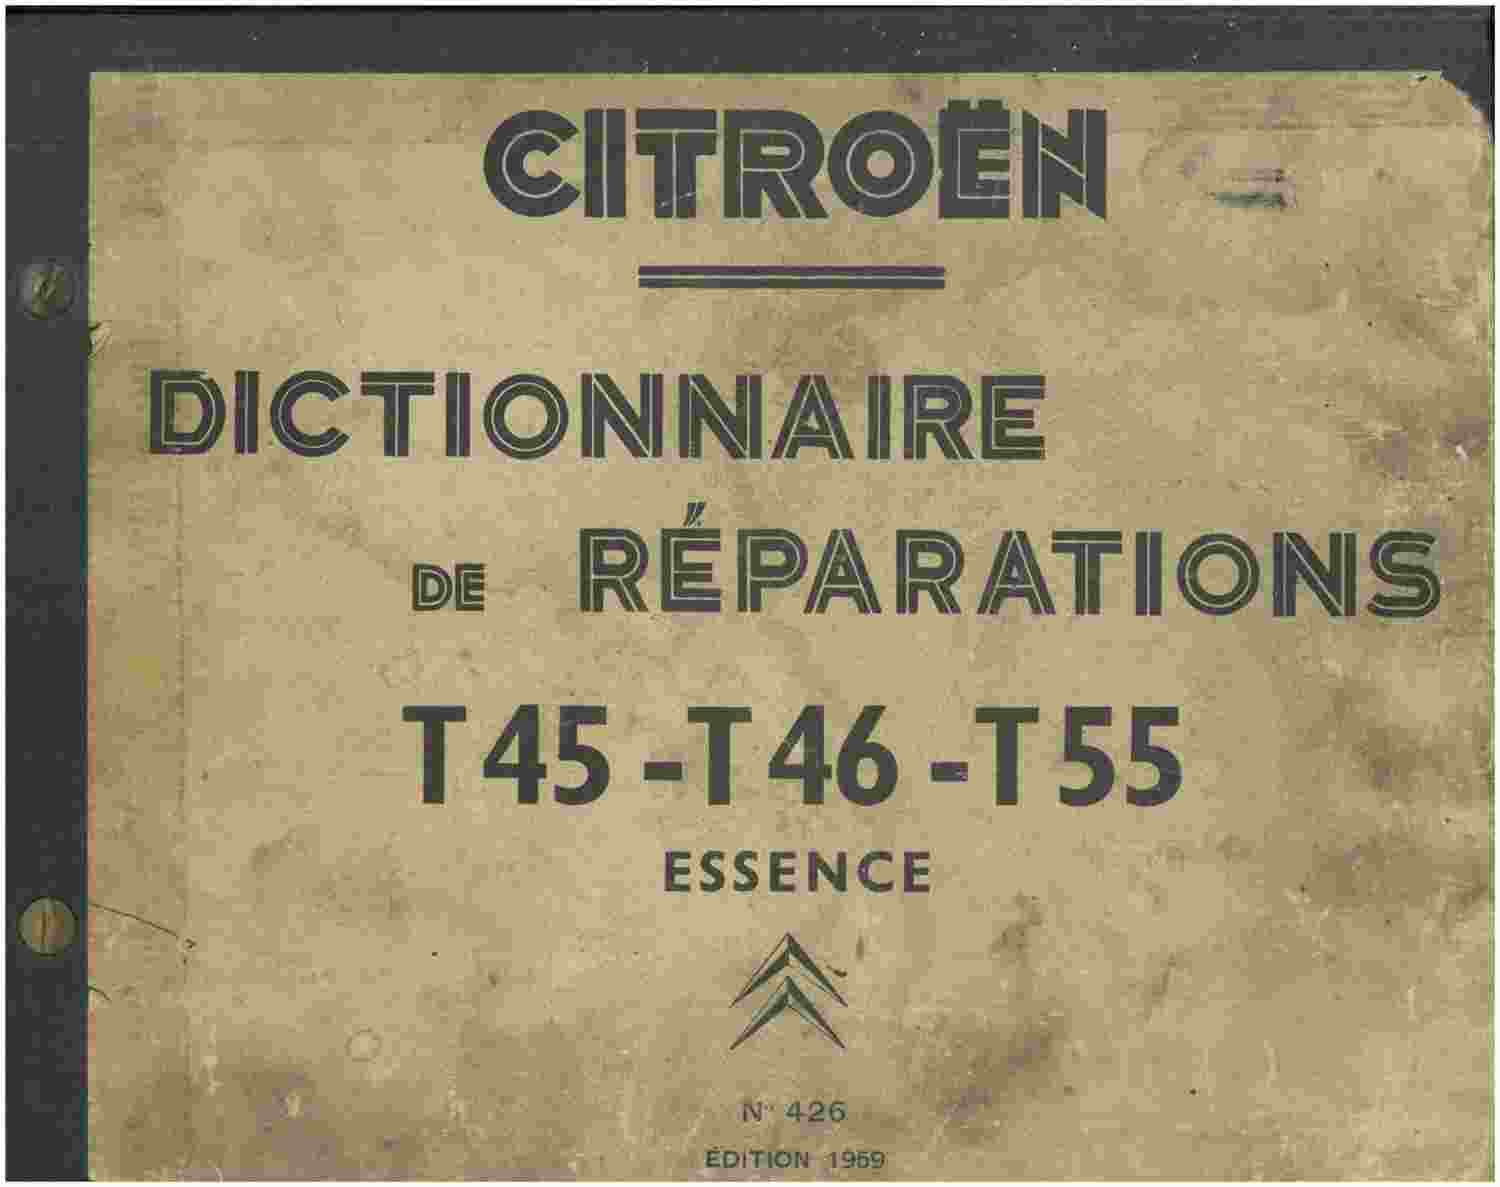 CITROËN
DICTIONNAIRE
DE RÉPARATIONS
T45 - T46 - T55
ESSENCE
N° 426
ÉDITION 1959